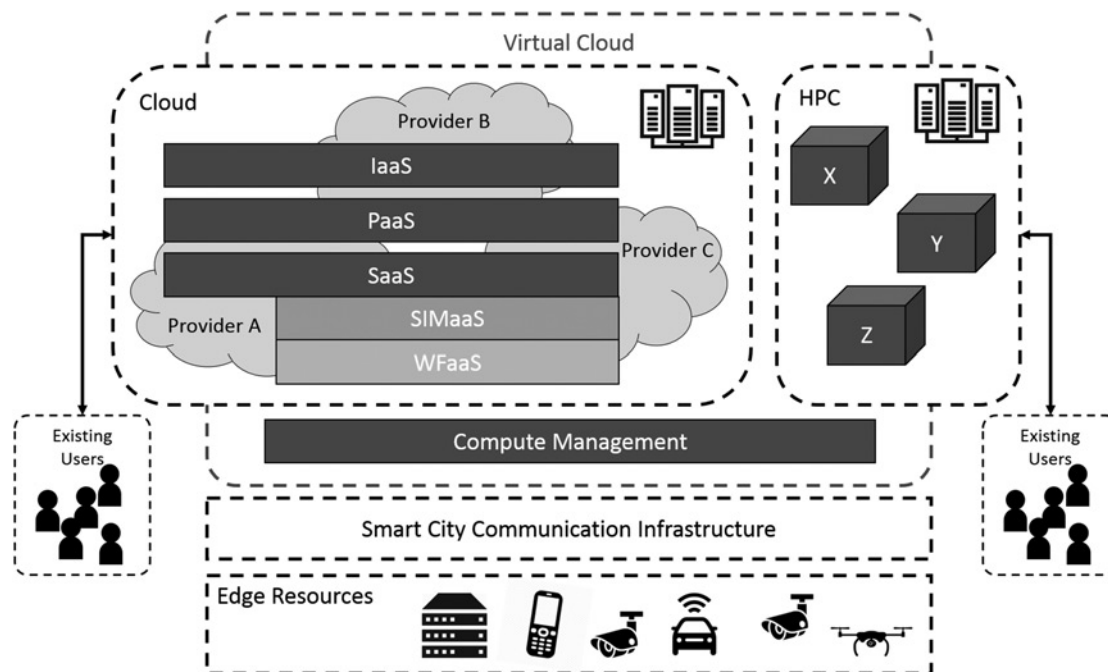 Virtual Cloud
Cloud
Provider B
IaaS
PaaS
Provider C
SaaS
Provider A
SIMaaS
WFaaS
HPC
X
Y
Z
Compute Management
Existing
Users
Existing
Users
Smart City Communication Infrastructure
Edge Resources